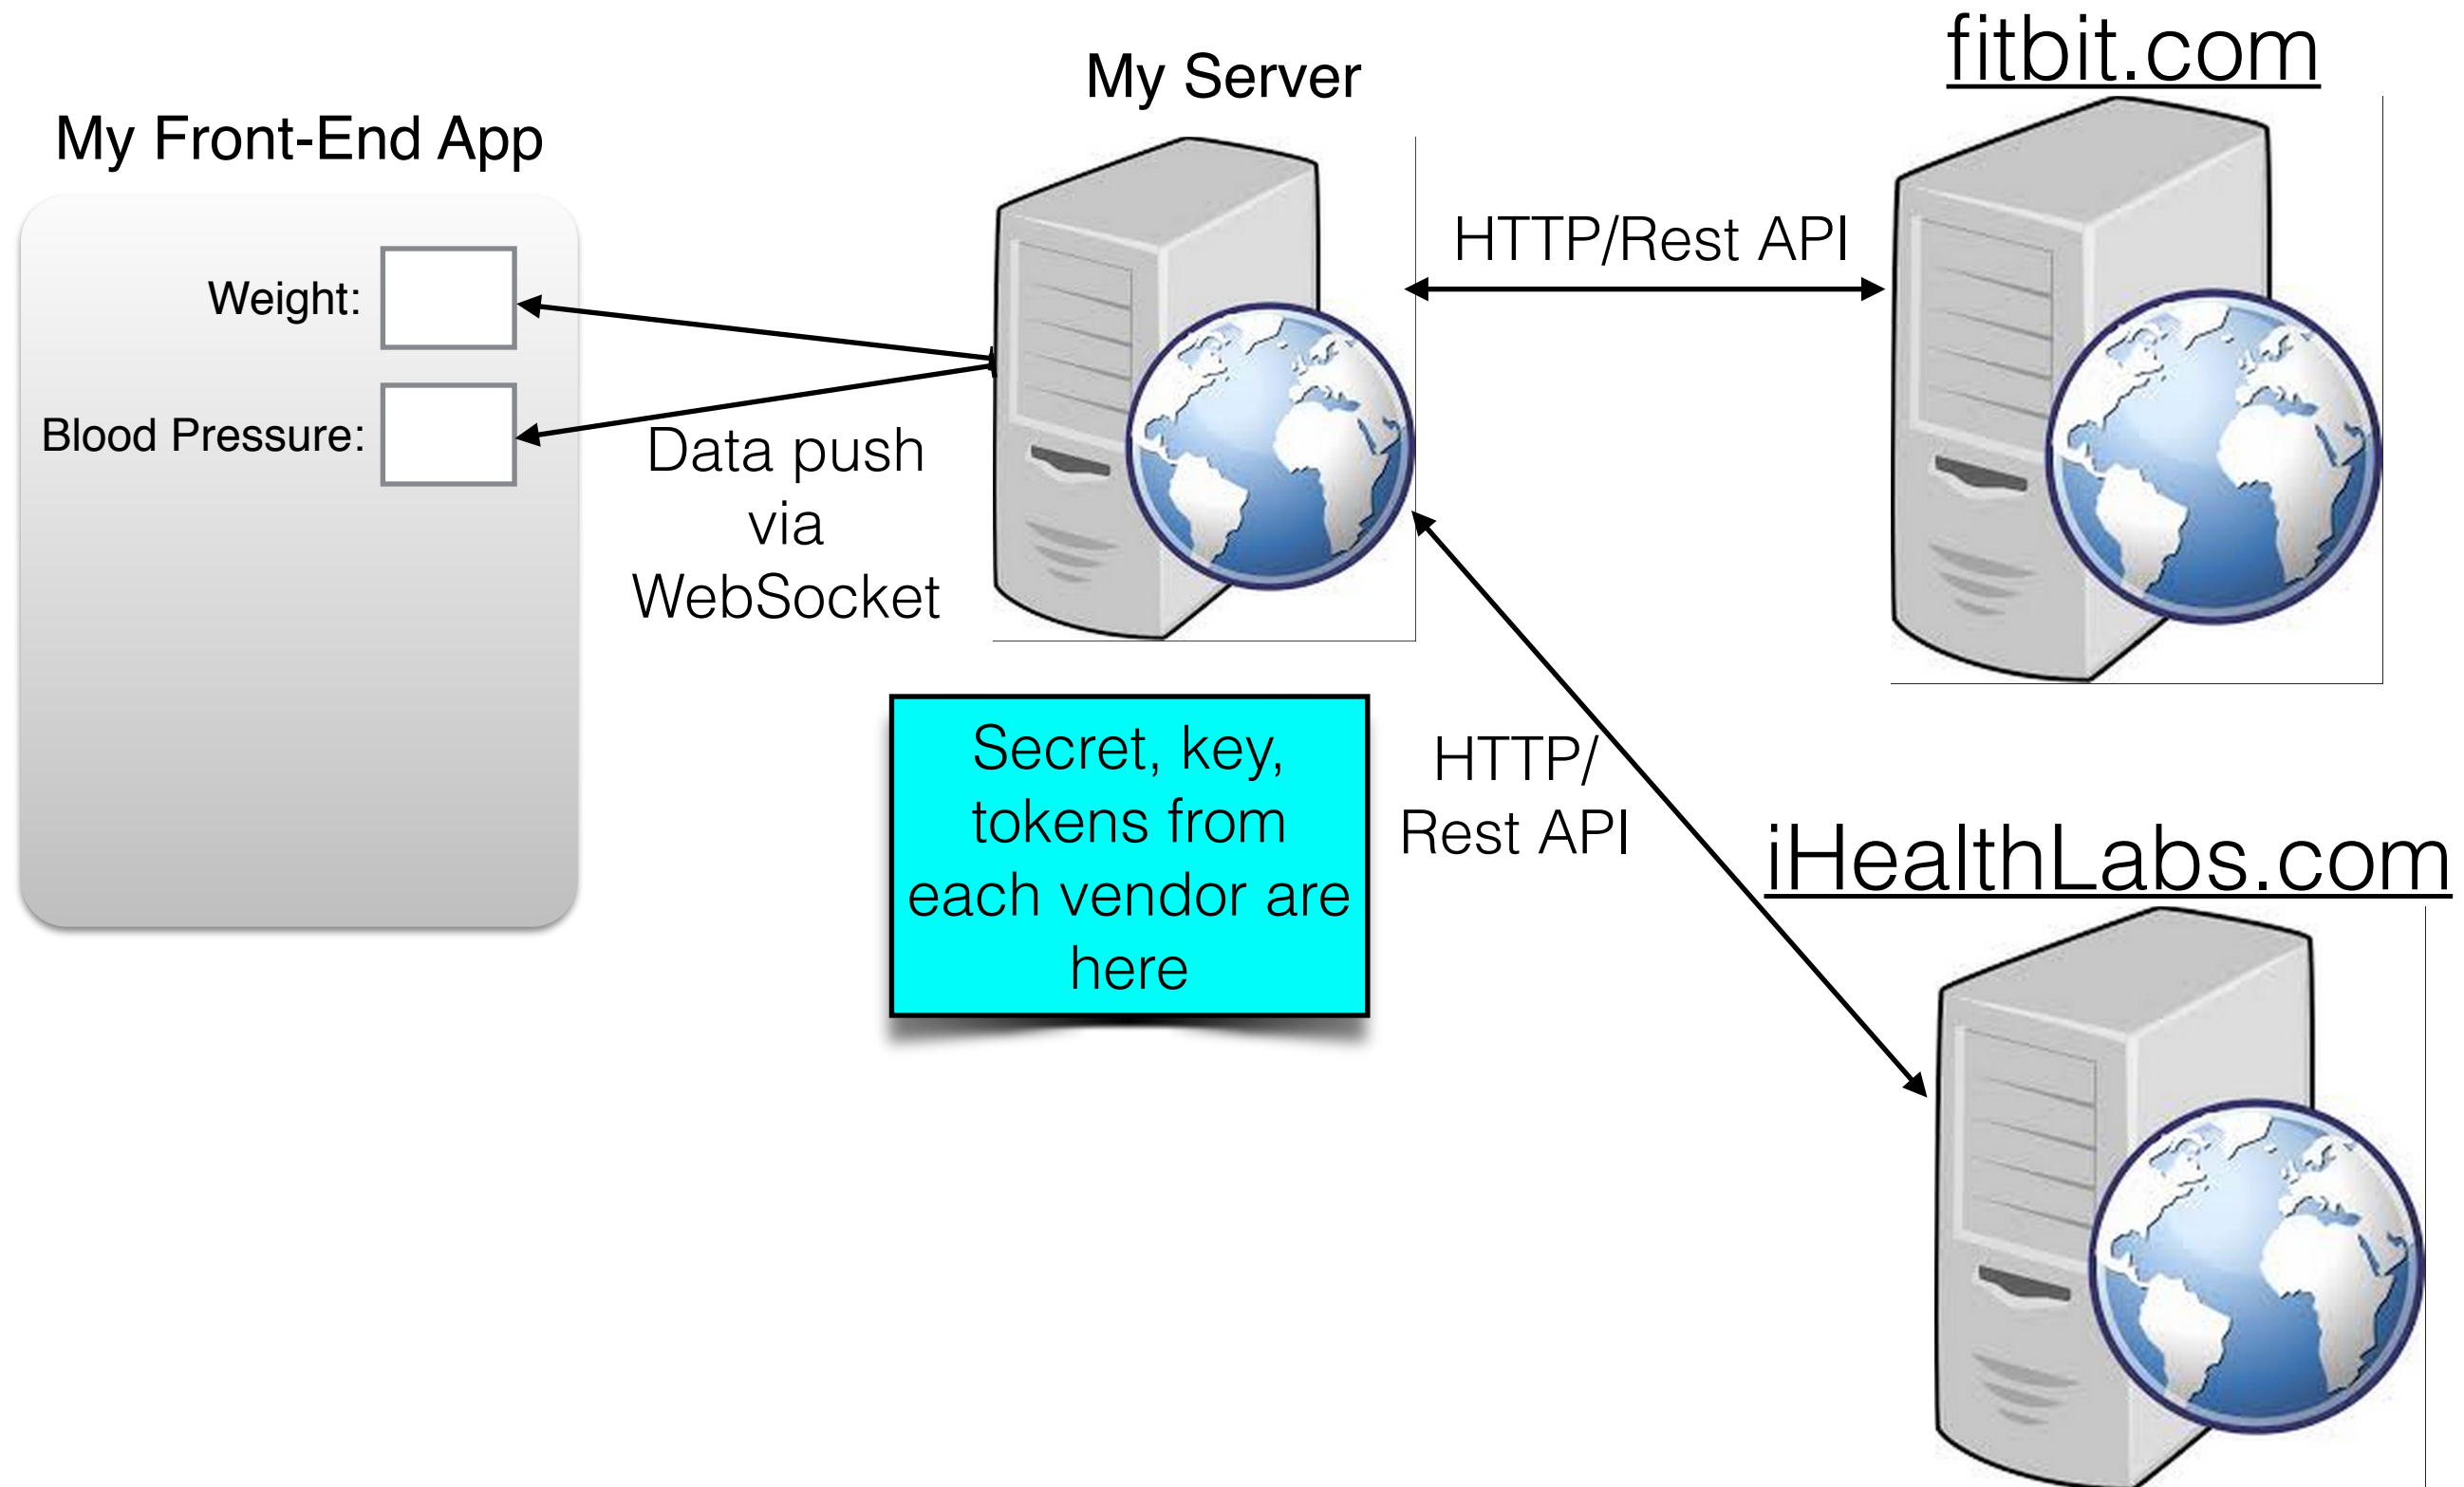 My Front-End App
Weight:
Blood Pressure:
Data push
via
WebSocket
My Server
Secret, key,
tokens from
each vendor are
here
HTTP/Rest API
HTTP/
Rest API
fitbit.com
iHealthLabs.com